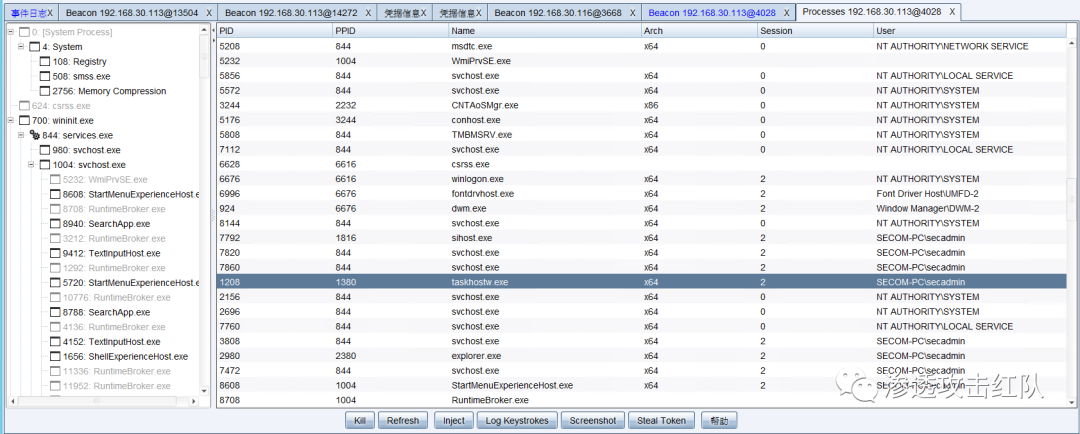 事件日志X Beacon 192.168.30.113@13504 X Beacon 192.168.30.113@14272 X 凭据信息X 凭据信息X Beacon 192.168.30.116@3668 X Beacon 192.168.30.113@4028 X Processes 192.168.30.113@4028 X
0: [System Process]
4: System
108: Registry
508: smss.exe
2756: Memory Compression
624: csrss.exe
700: wininit.exe
844: services.exe
980: svchost.exe
1004: svchost.exe
5232: WmiPrvSE.exe
8608: StartMenuExperienceHost.e
8708: RuntimeBroker.exe
8940: SearchApp.exe
3212: RuntimeBroker.exe
9412: TextInputHost.exe
1292: RuntimeBroker.exe
5720: StartMenuExperienceHost.e
10776: RuntimeBroker.exe
8788: SearchApp.exe
4136: RuntimeBroker.exe
4152: TextInputHost.exe
1656: ShellExperienceHost.exe
11336: RuntimeBroker.exe
11952: RuntimeBroker.exe
PID PPID Name Arch Session User
5208 844 msdtc.exe x64 0 NT AUTHORITY\NETWORK SERVICE
5232 1004 WmiPrvSE.exe
5856 844 svchost.exe x64 0 NT AUTHORITY\LOCAL SERVICE
5572 844 svchost.exe x64 0 NT AUTHORITY\SYSTEM
3244 2232 CNTAoSMgr.exe x86 0 NT AUTHORITY\SYSTEM
5176 3244 conhost.exe x64 0 NT AUTHORITY\SYSTEM
5808 844 TMBMSRV.exe x64 0 NT AUTHORITY\SYSTEM
7112 844 svchost.exe x64 0 NT AUTHORITY\LOCAL SERVICE
6628 6616 csrss.exe
6676 6616 winlogon.exe x64 2 NT AUTHORITY\SYSTEM
6996 6676 fontdrvhost.exe x64 2 Font Driver Host\UMFD-2
924 6676 dwm.exe x64 2 Window Manager\DWM-2
8144 844 svchost.exe x64 0 NT AUTHORITY\SYSTEM
7792 1816 sihost.exe x64 2 SECOM-PC\secadmin
7820 844 svchost.exe x64 2 SECOM-PC\secadmin
7860 844 svchost.exe x64 2 SECOM-PC\secadmin
1208 1380 taskhostw.exe x64 2 SECOM-PC\secadmin
2156 844 svchost.exe x64 0 NT AUTHORITY\SYSTEM
2696 844 svchost.exe x64 0 NT AUTHORITY\SYSTEM
7760 844 svchost.exe x64 0 NT AUTHORITY\LOCAL SERVICE
3808 844 svchost.exe x64 2 SECOM-PC\secadmin
2980 2380 explorer.exe x64 2 SECOM-PC\secadmin
7472 844 svchost.exe x64 2 SECOM-PC\secadmin
8608 1004 StartMenuExperienceHost.exe x64 2 SECOM-PC\secadmin
8708 1004 RuntimeBroker.exe
渗透攻击红队
Kill Refresh Inject Log Keystrokes Screenshot Steal Token 帮助